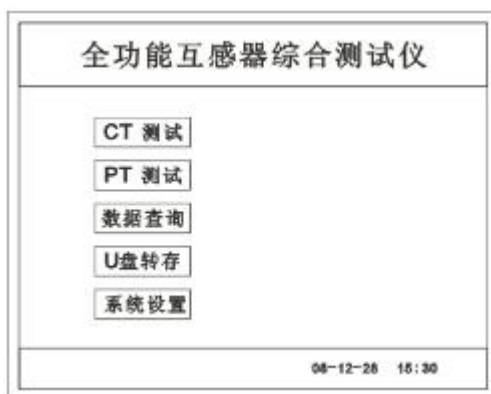 全功能互感器综合测试仪
CT 测试
PT 测试
数据查询
U盘转存
系统设置
08-12-28 15:30